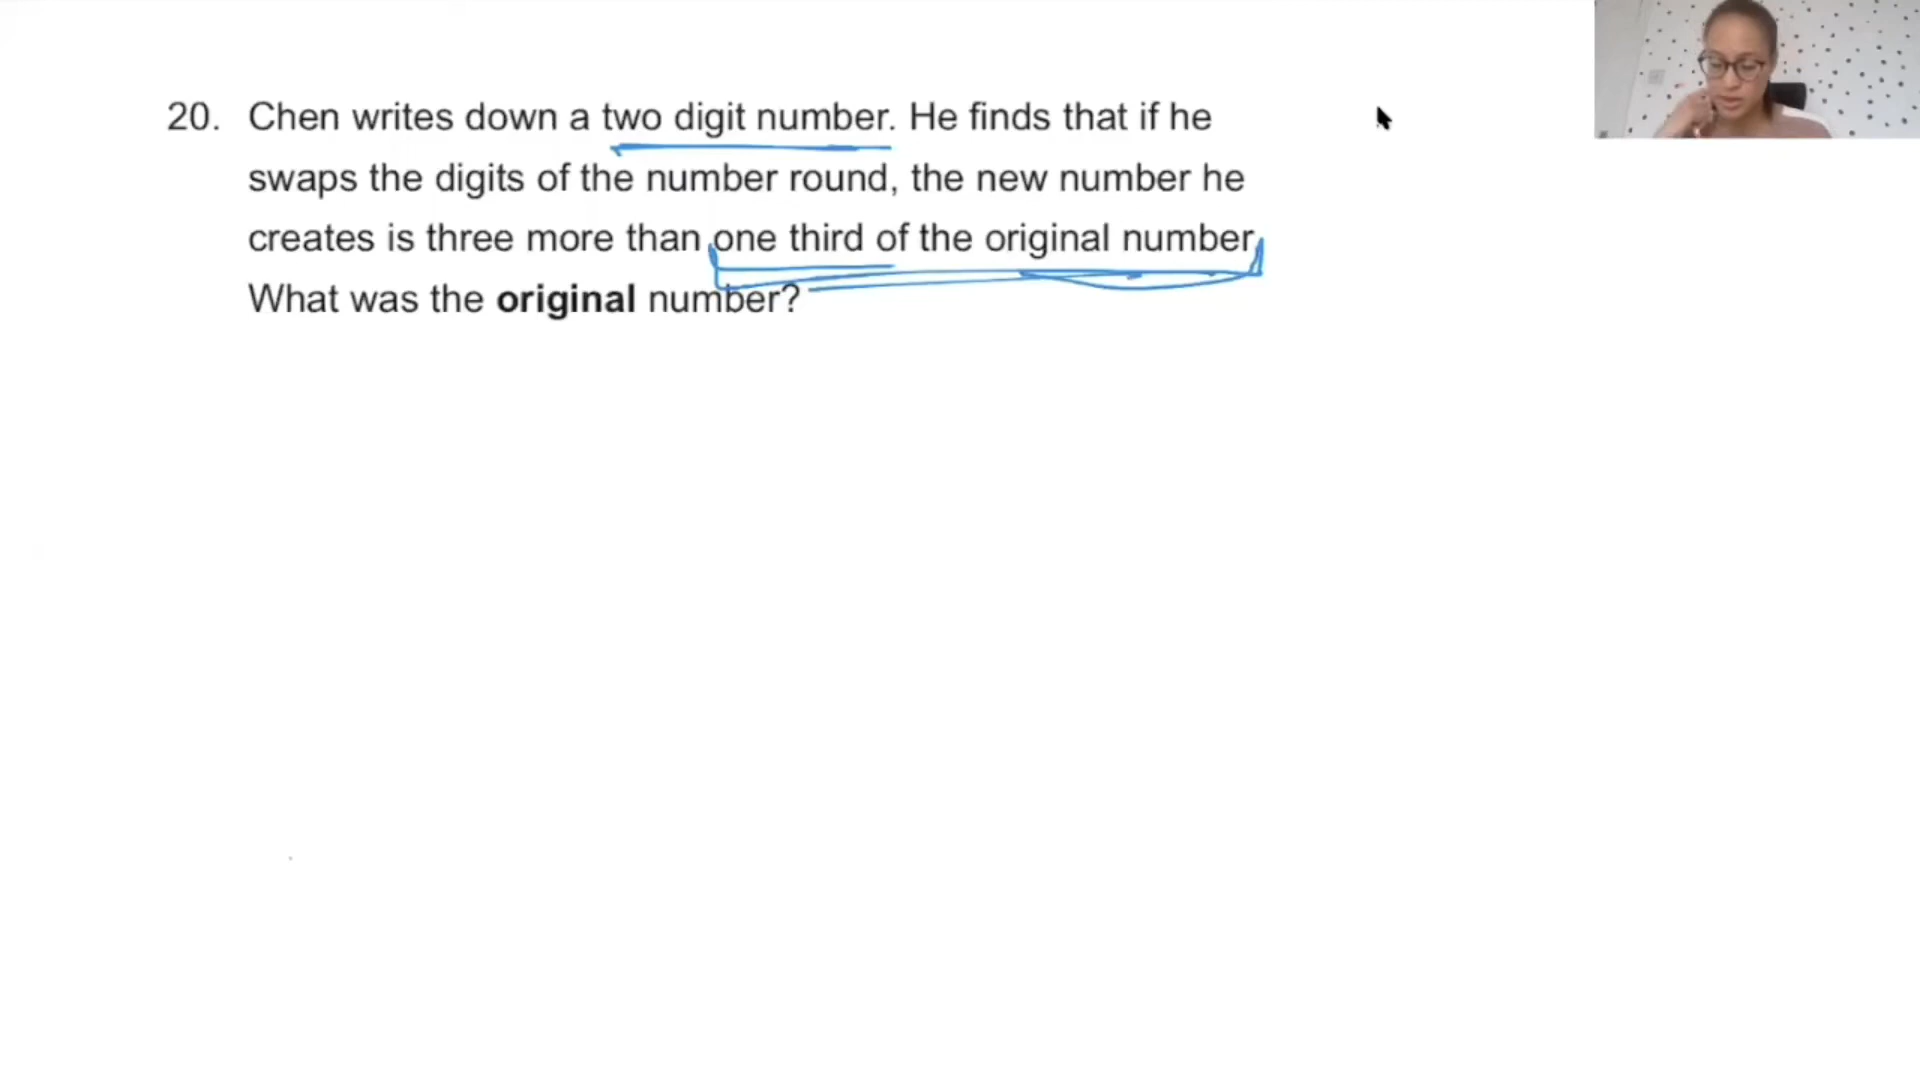 20. Chen writes down a two digit number. He finds that if he
swaps the digits of the number round, the new number he
creates is three more than one third of the original number
What was the original number?